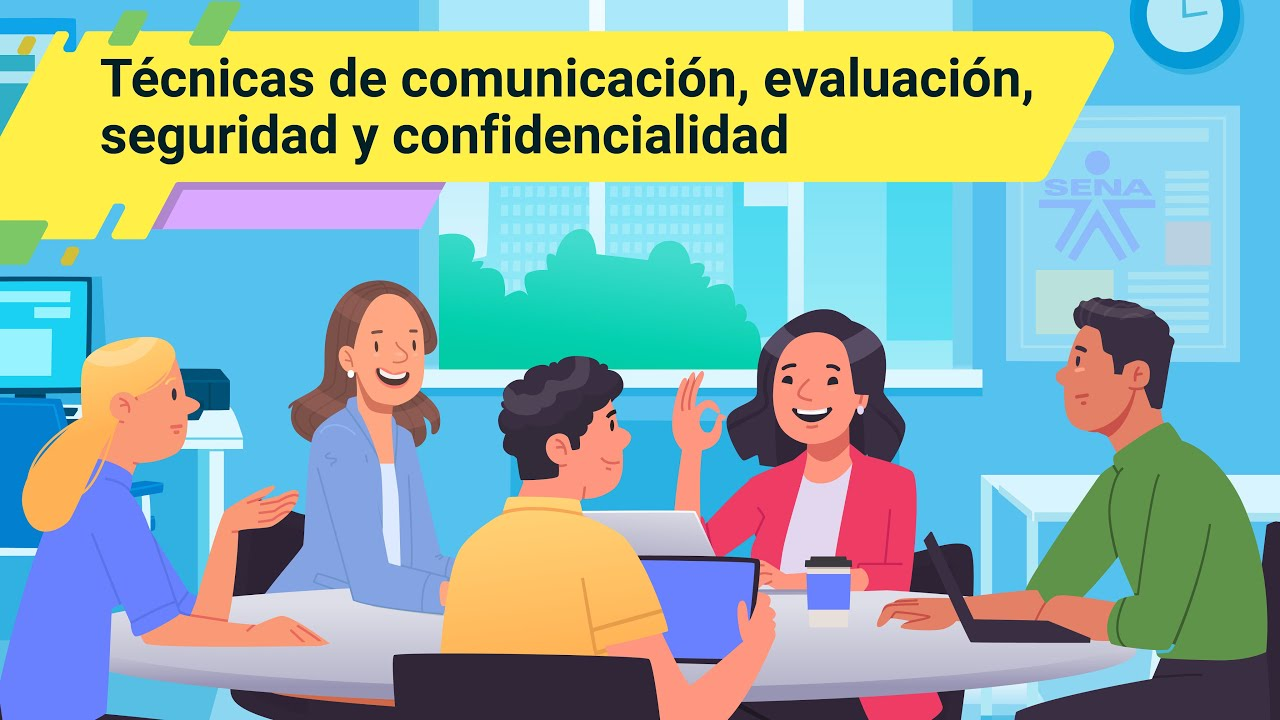 Técnicas de comunicación, evaluación,
seguridad y confidencialidad
SENA